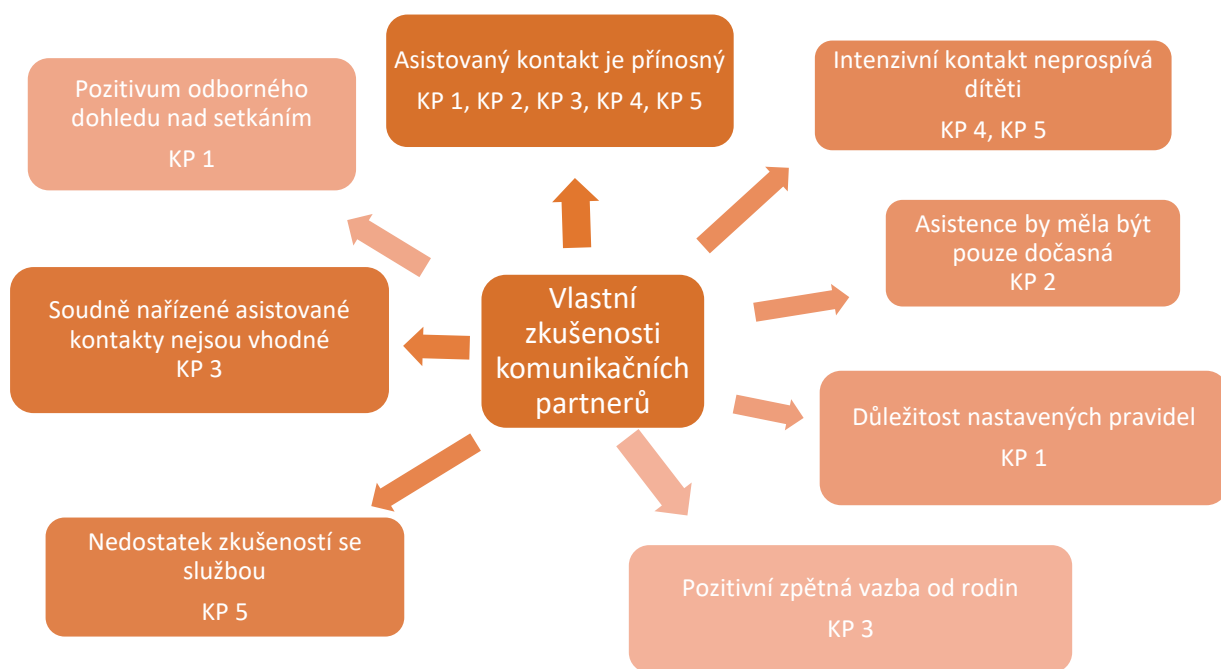 Asistovaný kontakt je přínosný
KP 1, KP 2, KP 3, KP 4, KP 5
Intenzivní kontakt neprospívá
dítěti
KP 4, KP 5
Pozitivum odborného
dohledu nad setkáním
KP 1
Asistence by měla být
pouze dočasná
KP 2
Soudně nařízené asistované
kontakty nejsou vhodné
KP 3
Vlastní
zkušenosti
komunikačních
partnerů
Důležitost nastavených pravidel
KP 1
Nedostatek zkušeností se
službou
KP 5
Pozitivní zpětná vazba od rodin
KP 3